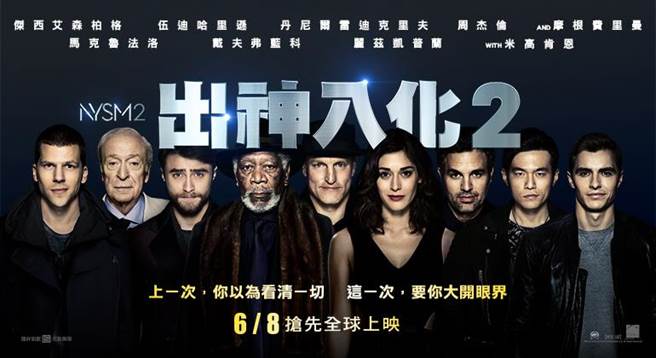 傑西艾森柏格 伍迪哈里遜 丹尼爾雷迪克里夫 周杰倫 AND摩根費里曼
馬克魯法洛 戴夫弗藍科 麗茲凱普蘭 WITH米高肯恩
NYSM2 出神入化2
上一次，你以為看清一切 這一次，要你大開眼界
6/8搶先全球上映